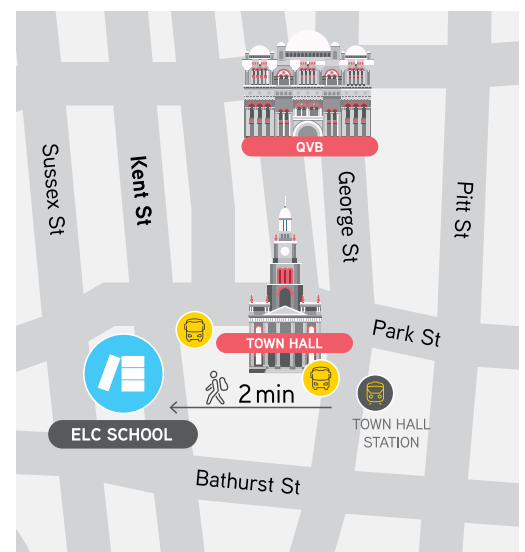 QVB
Sussex St
Kent St
George St
Pitt St
Park St
TOWN HALL
2 min
TOWN HALL
STATION
ELC SCHOOL
Bathurst St